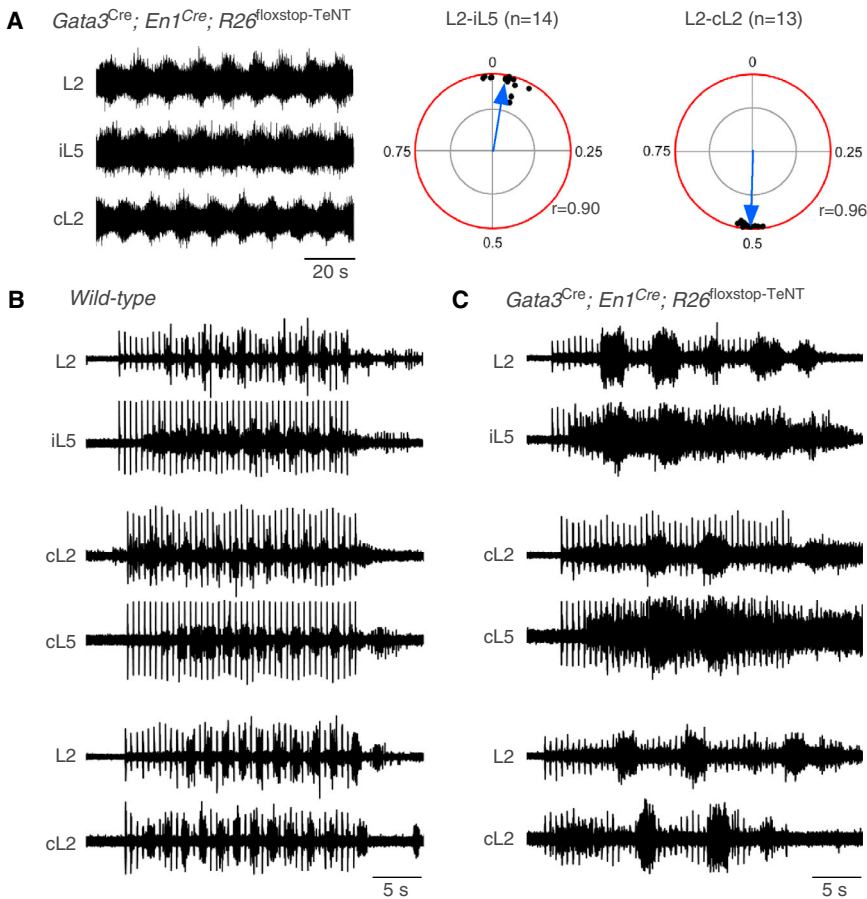 A
Gata3Cre; En1Cre; R26floxstop-TeNT
L2
iL5
cL2
20 s
L2-iL5 (n=14)
0
0.75
0.25
0.5
r=0.90
L2-cL2 (n=13)
0
0.75
0.25
0.5
r=0.96
B
Wild-type
L2
iL5
cL2
cL5
L2
cL2
5 s
C
Gata3Cre; En1Cre; R26floxstop-TeNT
L2
iL5
cL2
cL5
L2
cL2
5 s